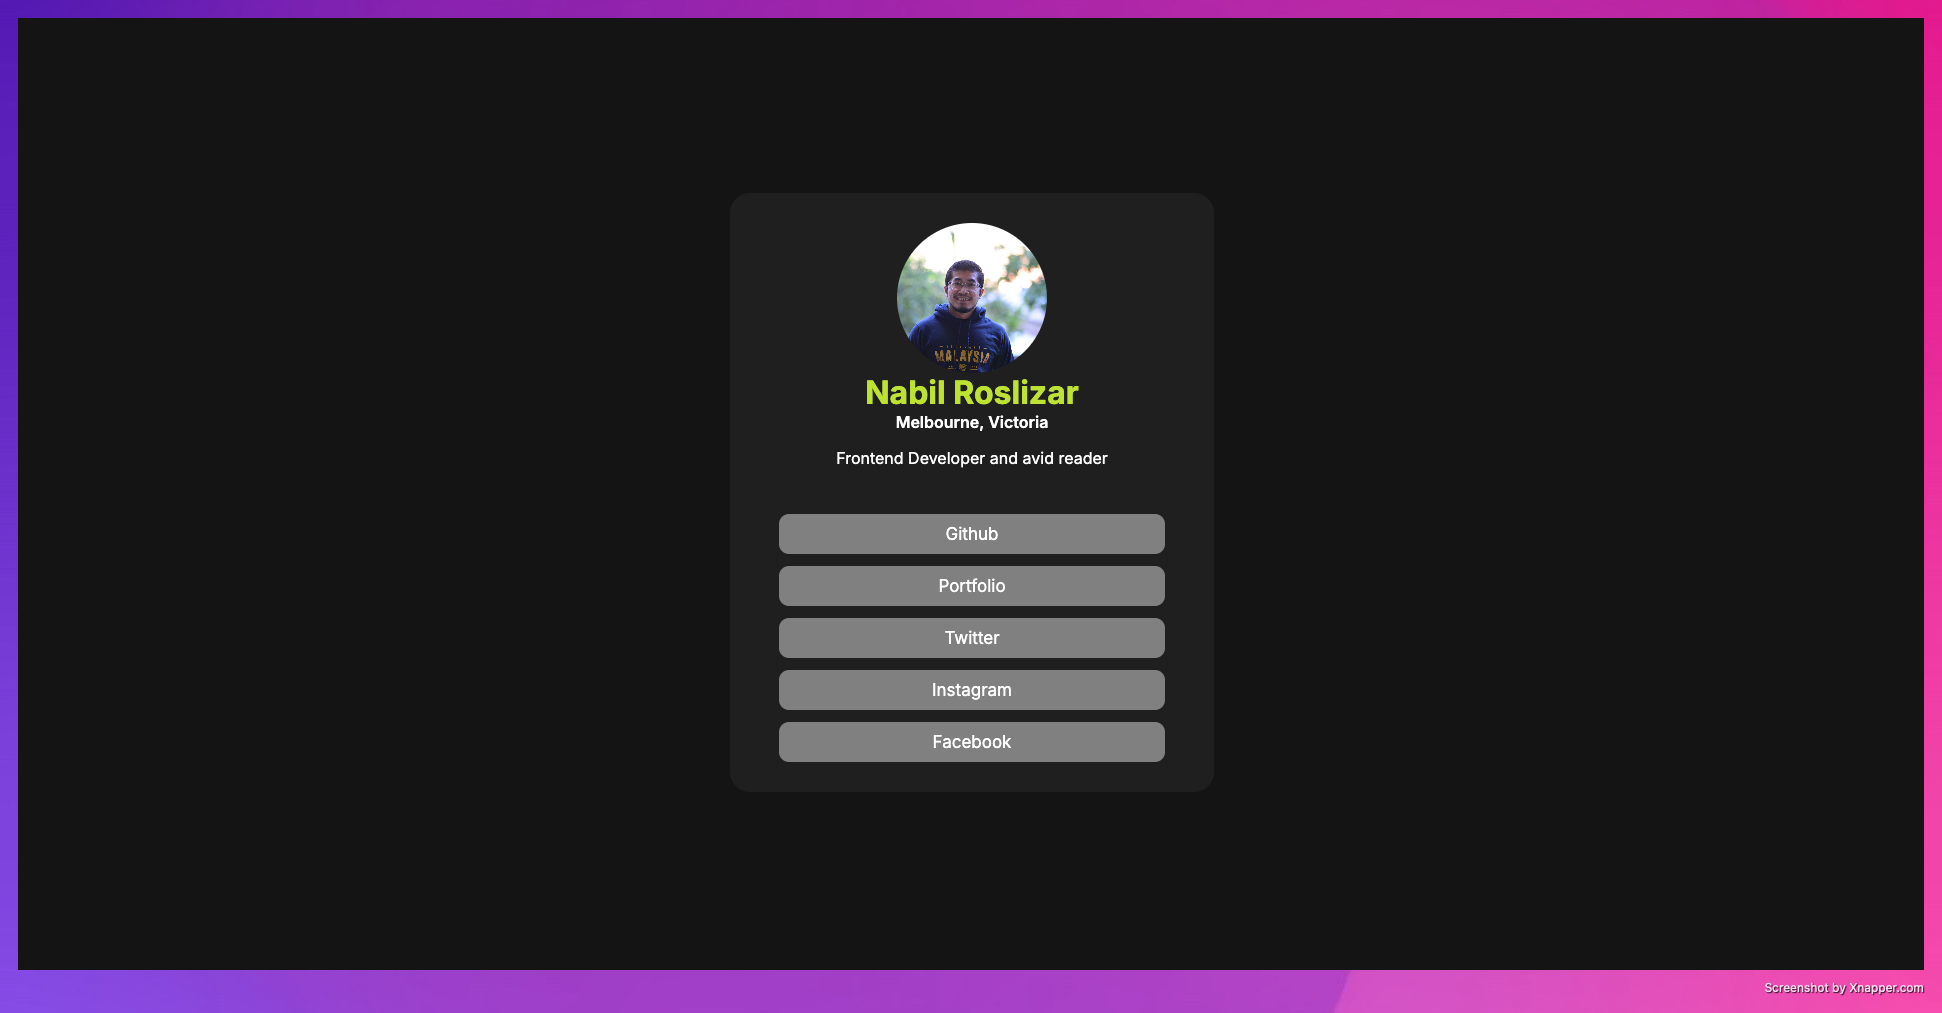 MALAYSIA
Nabil Roslizar
Melbourne, Victoria
Frontend Developer and avid reader
Github
Portfolio
Twitter
Instagram
Facebook
Screenshot by Xnapper.com